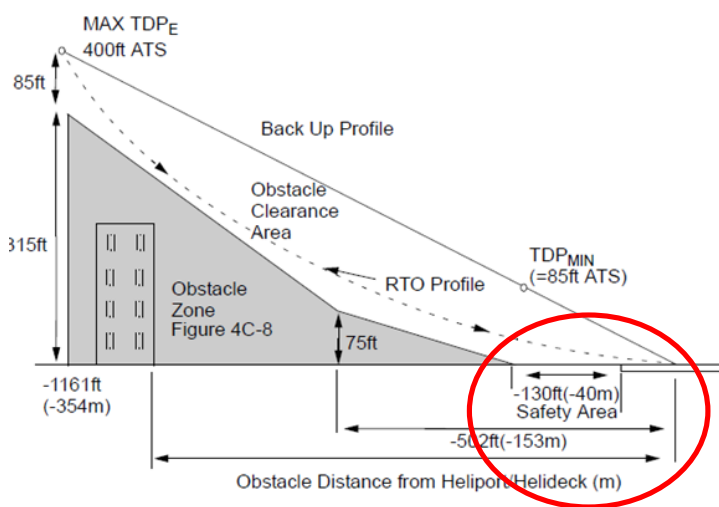 MAX TDPE
400ft ATS
85ft
Back Up Profile
Obstacle
Clearance
Area
TDPMIN
(=85ft ATS)
315ft
RTO Profile
Obstacle
Zone
Figure 4C-8
75ft
-1161ft
(-354m)
-130ft(-40m)
Safety Area
-502ft(-153m)
Obstacle Distance from Heliport/Helideck (m)